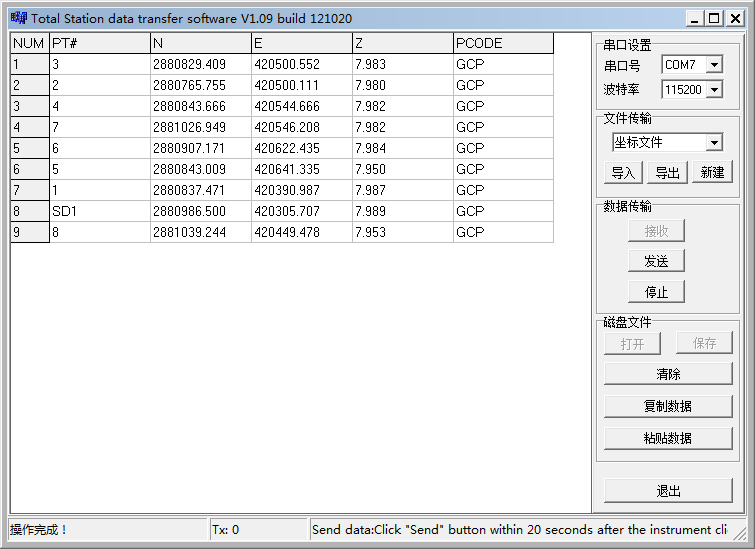 Total Station data transfer software V1.09 build 121020
NUM PT# N E Z PCODE
1 3 2880829.409 420500.552 7.983 GCP
2 2 2880765.755 420500.111 7.980 GCP
3 4 2880843.666 420544.666 7.982 GCP
4 7 2881026.949 420546.208 7.982 GCP
5 6 2880907.171 420622.435 7.984 GCP
6 5 2880843.009 420641.335 7.950 GCP
7 1 2880837.471 420390.987 7.987 GCP
8 SD1 2880986.500 420305.707 7.989 GCP
9 8 2881039.244 420449.478 7.953 GCP
串口设置
串口号 COM7
波特率 115200
文件传输
坐标文件
导入 导出 新建
数据传输
接收
发送
停止
磁盘文件
打开 保存
清除
复制数据
粘贴数据
退出
操作完成！ Tx: 0 Send data:Click "Send" button within 20 seconds after the instrument cli